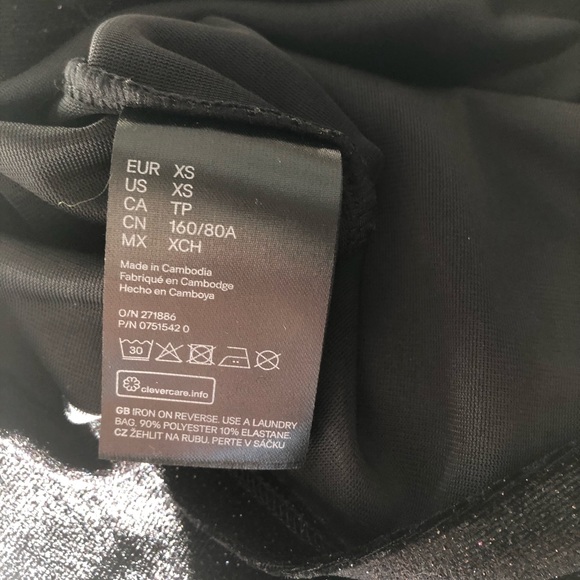 EUR XS
US XS
CA TP
CN 160/80A
MX XCH
Made in Cambodia
Fabriqué en Cambodge
Hecho en Camboya
O/N 271886
P/N 0751542 0
30
clevercare.info
GB IRON ON REVERSE. USE A LAUNDRY
BAG. 90% POLYESTER 10% ELASTANE.
CZ ŽEHLIT NA RUBU. PERTE V SÁČKU